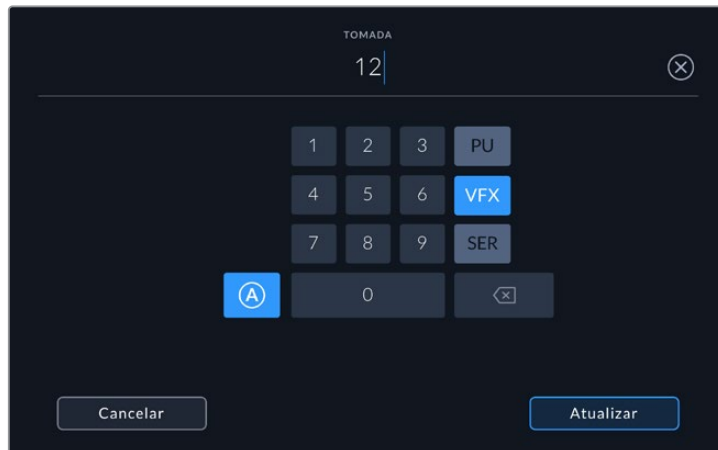 TOMADA
12
1 2 3 PU
4 5 6 VFX
7 8 9 SER
A 0
Cancelar Atualizar